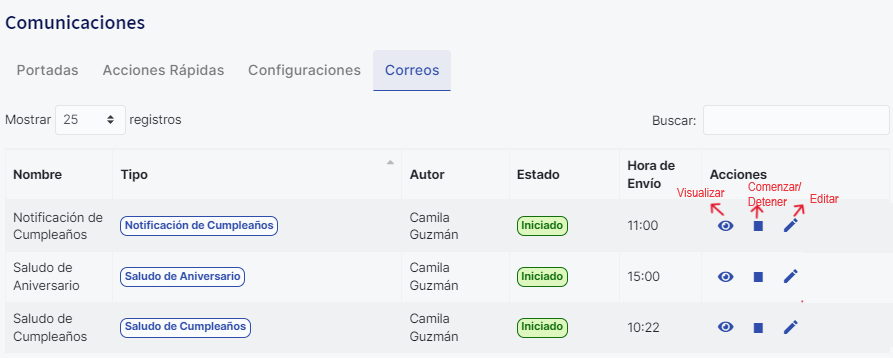 Comunicaciones
Portadas Acciones Rápidas Configuraciones Correos
Mostrar 25 registros Buscar:
Nombre Tipo Autor Estado Hora de Envío Acciones
Visualizar Comenzar/ Detener Editar
Notificación de Cumpleaños Notificación de Cumpleaños Camila Guzmán Iniciado 11:00
Saludo de Aniversario Saludo de Aniversario Camila Guzmán Iniciado 15:00
Saludo de Cumpleaños Saludo de Cumpleaños Camila Guzmán Iniciado 10:22